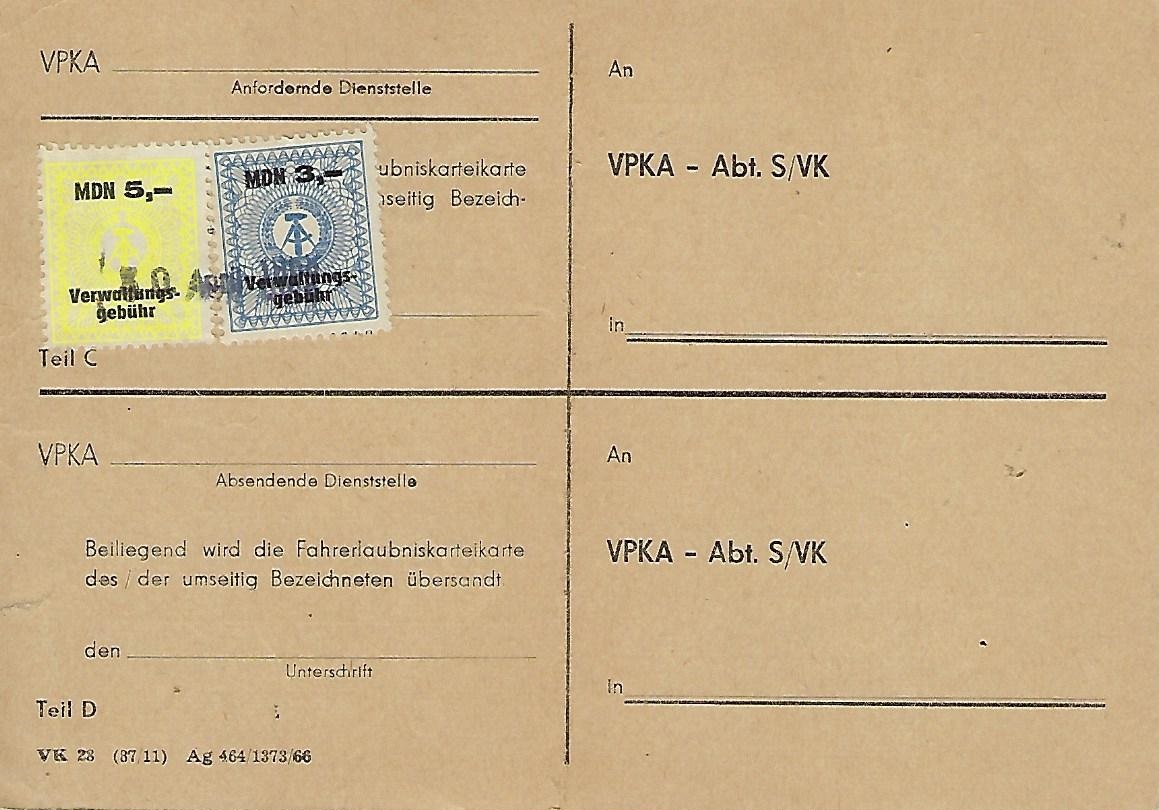 VPKA
Anfordernde Dienststelle
MDN 5,–
Verwaltungs-
gebühr
MDN 3,–
Verwaltungs-
gebühr
ubniskarteikarte
nseitig Bezeich-
Teil C
An
VPKA – Abt. S/VK
in
VPKA
Absendende Dienststelle
Beiliegend wird die Fahrerlaubniskarteikarte
des/der umseitig Bezeichneten übersandt
den
Unterschrift
Teil D
VK 28 (87/11) Ag 464/1373/66
An
VPKA – Abt. S/VK
in